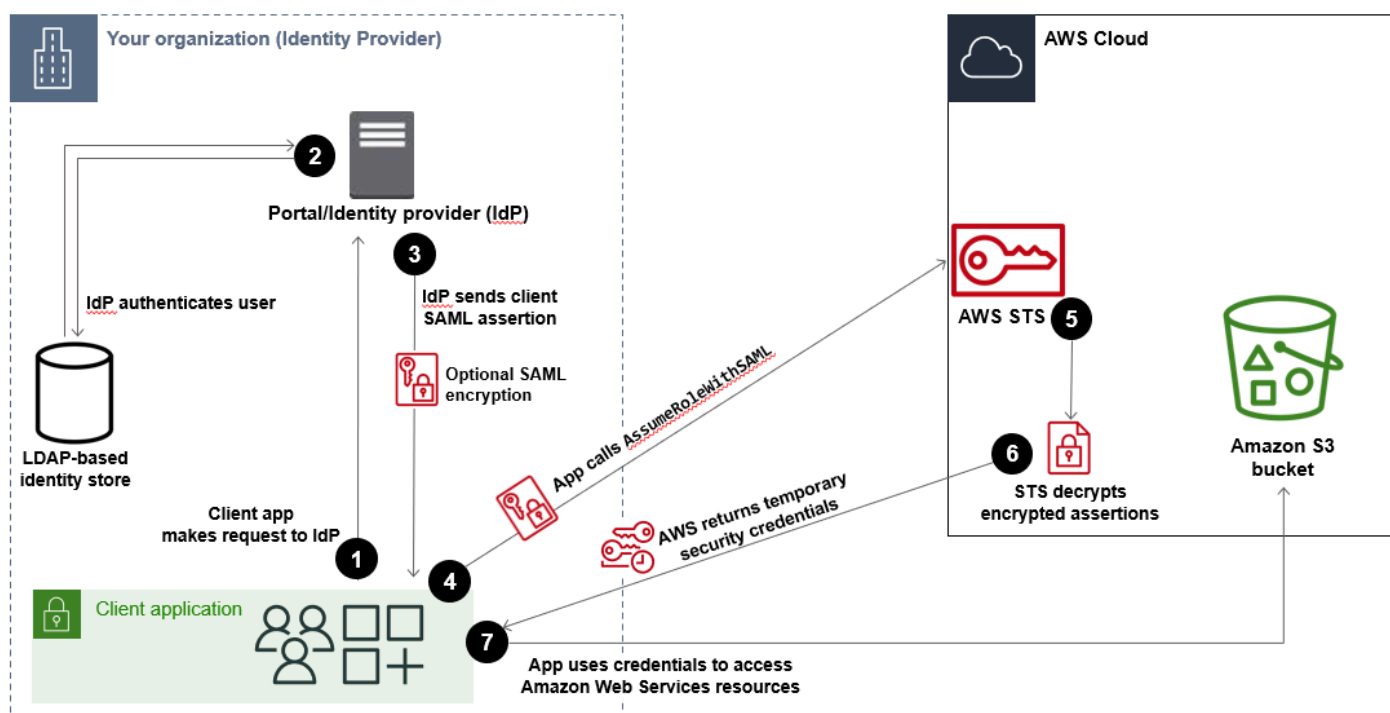 Your organization (Identity Provider)
AWS Cloud
2
Portal/Identity provider (IdP)
3
IdP authenticates user
IdP sends client
SAML assertion
AWS STS
5
Optional SAML
encryption
App calls AssumeRoleWithSAML
LDAP-based
identity store
Amazon S3
bucket
6
STS decrypts
encrypted assertions
AWS returns temporary
security credentials
Client app
makes request to IdP
1
4
Client application
7
App uses credentials to access
Amazon Web Services resources